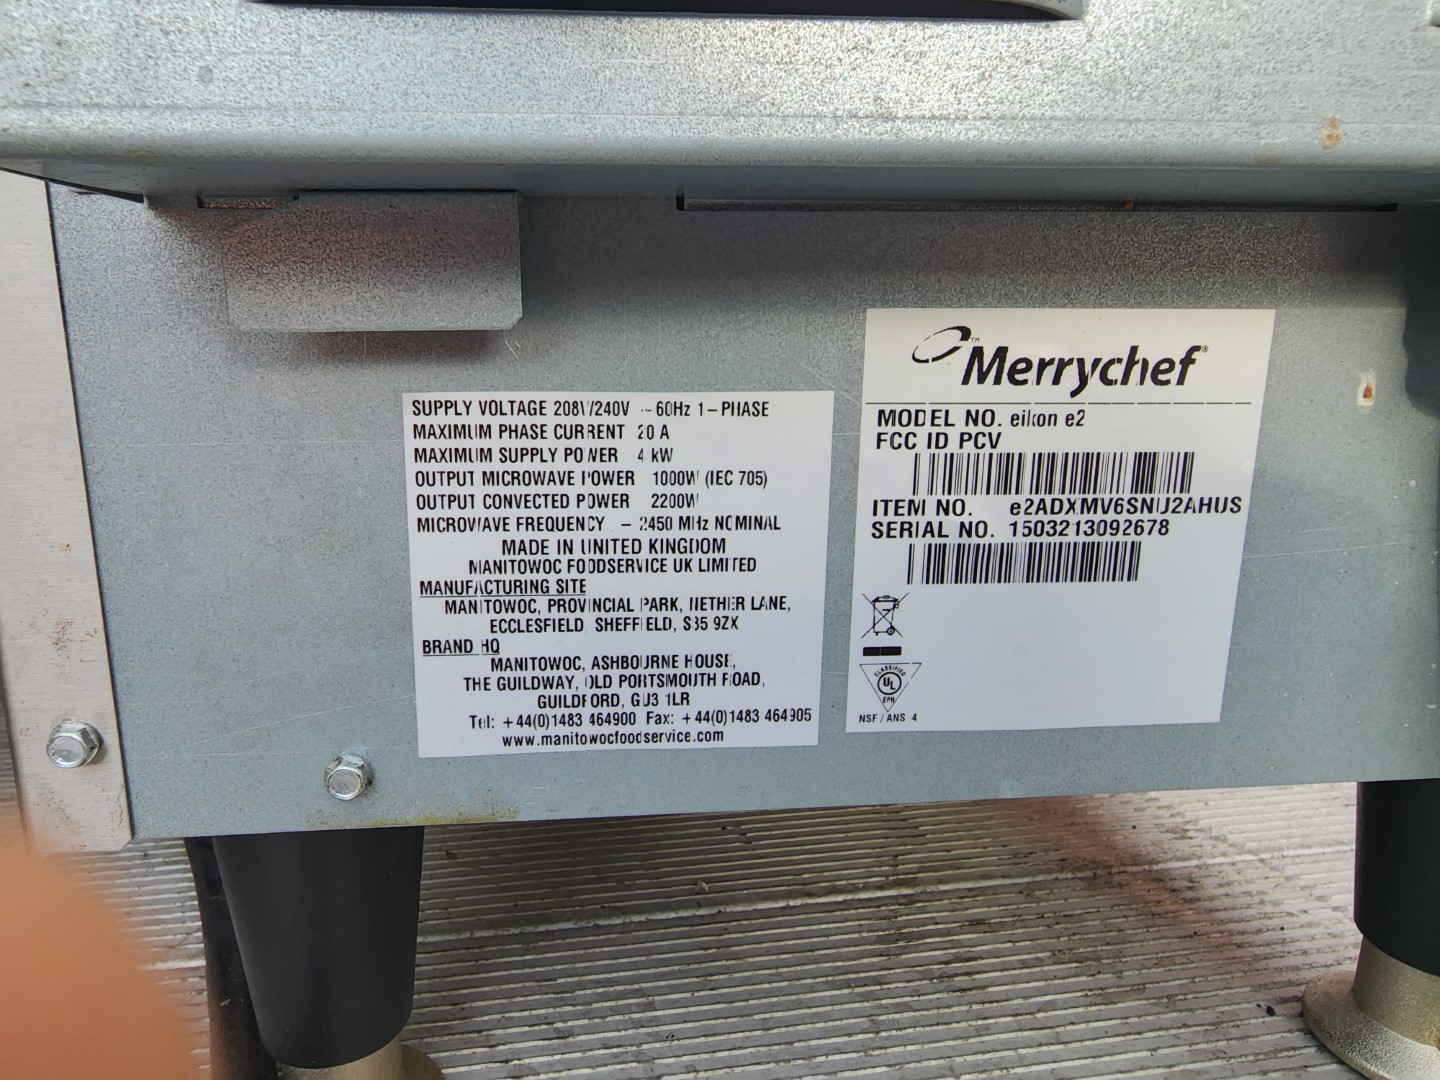 SUPPLY VOLTAGE 208V/240V ~ 60Hz 1-PHASE
MAXIMUM PHASE CURRENT 20 A
MAXIMUM SUPPLY POWER 4 kW
OUTPUT MICROWAVE POWER 1000W (IEC 705)
OUTPUT CONVECTED POWER 2200W
MICROWAVE FREQUENCY - 2450 MHz NOMINAL
MADE IN UNITED KINGDOM
MANITOWOC FOODSERVICE UK LIMITED
MANUFACTURING SITE
MANITOWOC, PROVINCIAL PARK, NETHER LANE,
ECCLESFIELD SHEFFIELD, S35 9ZX
BRAND HQ
MANITOWOC, ASHBOURNE HOUSE,
THE GUILDWAY, OLD PORTSMOUTH ROAD,
GUILDFORD, GU3 1LR
Tel: +44(0)1483 464900 Fax: +44(0)1483 464905
www.manitowocfoodservice.com
Merrychef®
MODEL NO. eikon e2
FCC ID PCV
ITEM NO. e2ADXMV6SNU2AHUS
SERIAL NO. 1503213092678
CLASSIFIED
UL
EPH
NSF/ANS 4